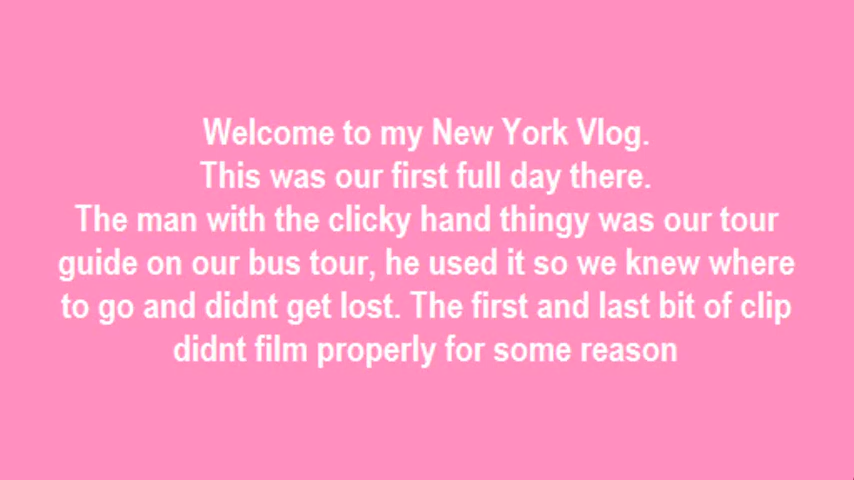 Welcome to my New York Vlog.
This was our first full day there.
The man with the clicky hand thingy was our tour
guide on our bus tour, he used it so we knew where
to go and didnt get lost. The first and last bit of clip
didnt film properly for some reason